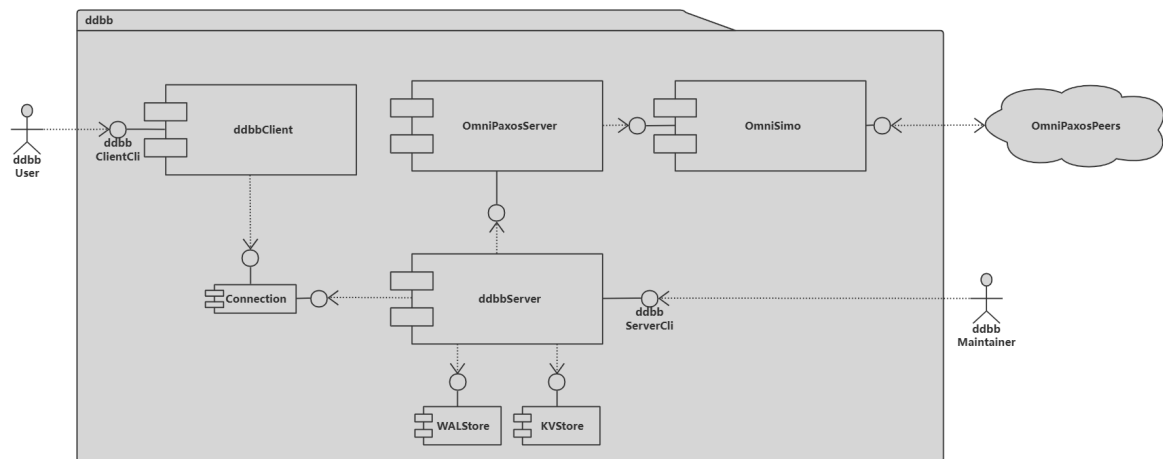 ddbb
ddbbClient
OmniPaxosServer
OmniSimo
OmniPaxosPeers
ddbb
ClientCli
ddbb
User
Connection
ddbbServer
ddbb
ServerCli
ddbb
Maintainer
WALStore
KVStore